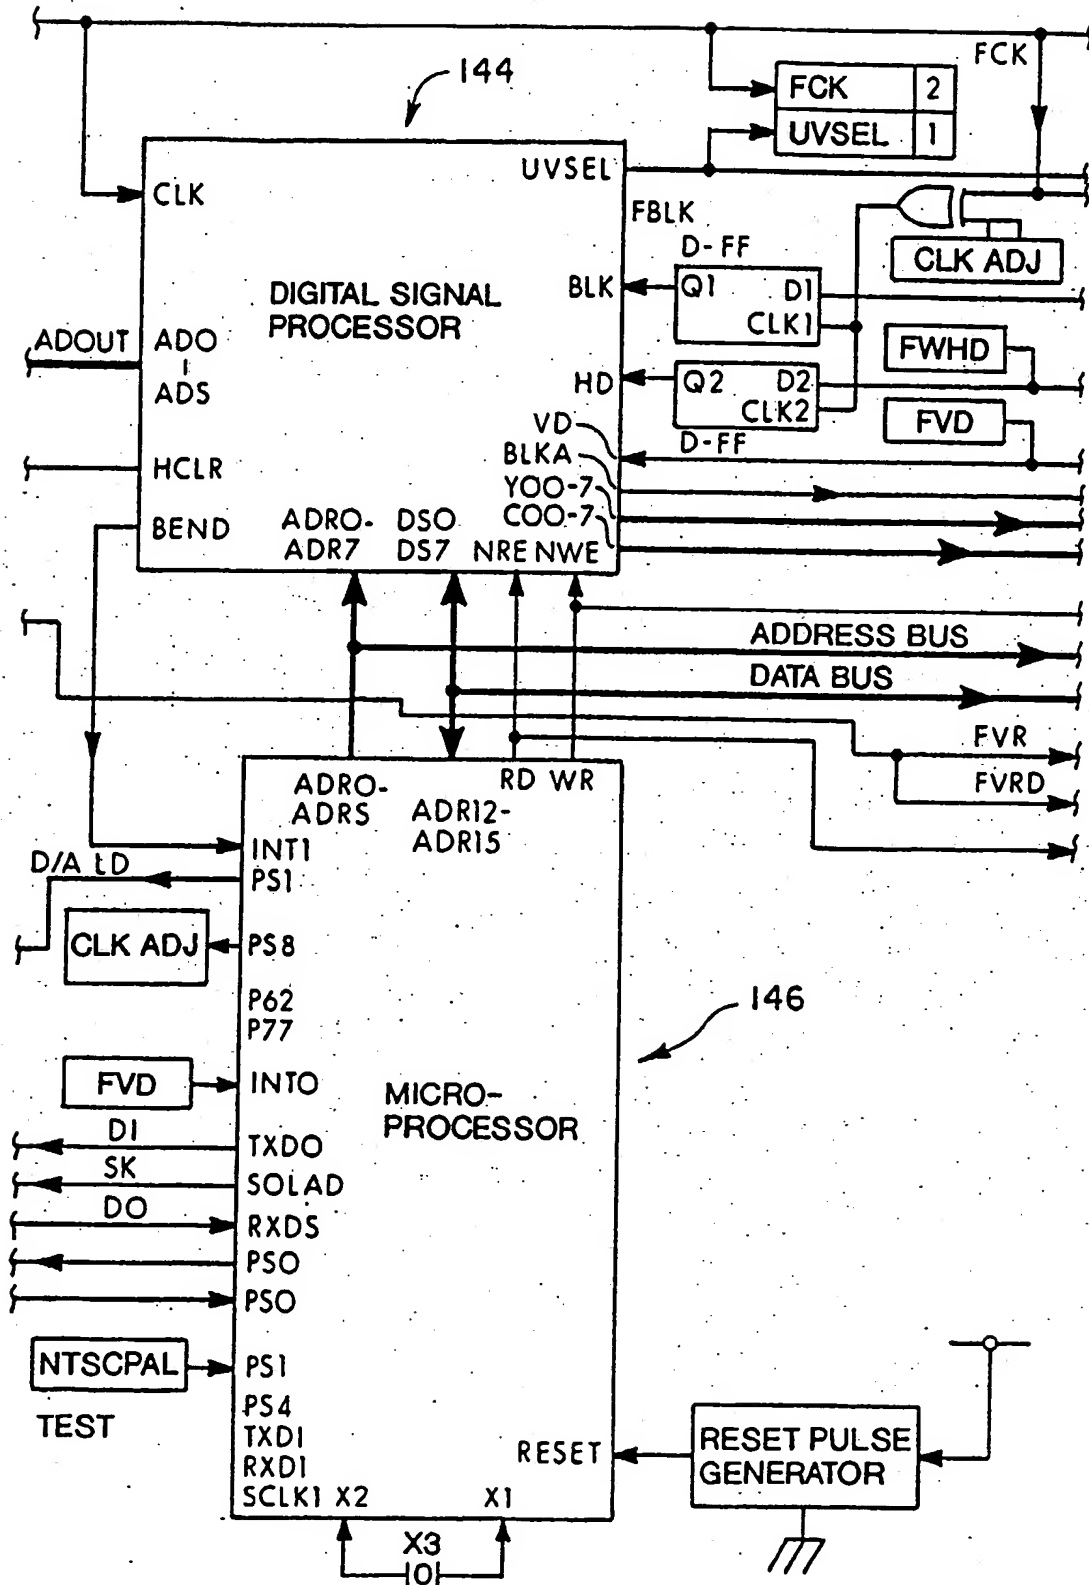 FCK
144
FCK 2
UVSEL 1
UVSEL
CLK
FBLK
CLK ADJ
D-FF
DIGITAL SIGNAL
PROCESSOR
BLK
Q1 D1
CLK1
FWHD
ADOUT
ADO
ADS
HD
Q2 D2
CLK2
FVD
D-FF
VD
BLKA
YOO-7
COO-7
HCLR
BEND
ADRO-
ADR7
DSO
DS7
NRE NWE
ADDRESS BUS
DATA BUS
FVR
FVRD
ADRO-
ADRS
ADR12-
ADR15
RD WR
INT1
D/A LD
PS1
CLK ADJ
PS8
P62
P77
146
FVD
INTO
MICRO-
PROCESSOR
DI
TXDO
SK
SOLAD
DO
RXDS
PSO
PSO
NTSCPAL
PS1
TEST
PS4
TXDI
RXDI
SCLK1 X2 X1
RESET
RESET PULSE
GENERATOR
X3